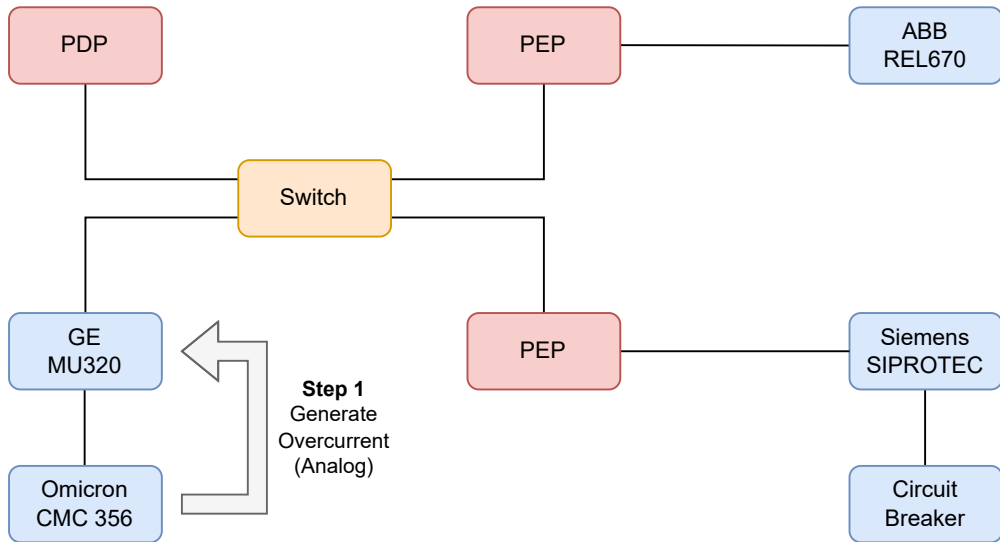 PDP
PEP
ABB
REL670
Switch
GE
MU320
Step 1
Generate
Overcurrent
(Analog)
PEP
Siemens
SIPROTEC
Omicron
CMC 356
Circuit
Breaker